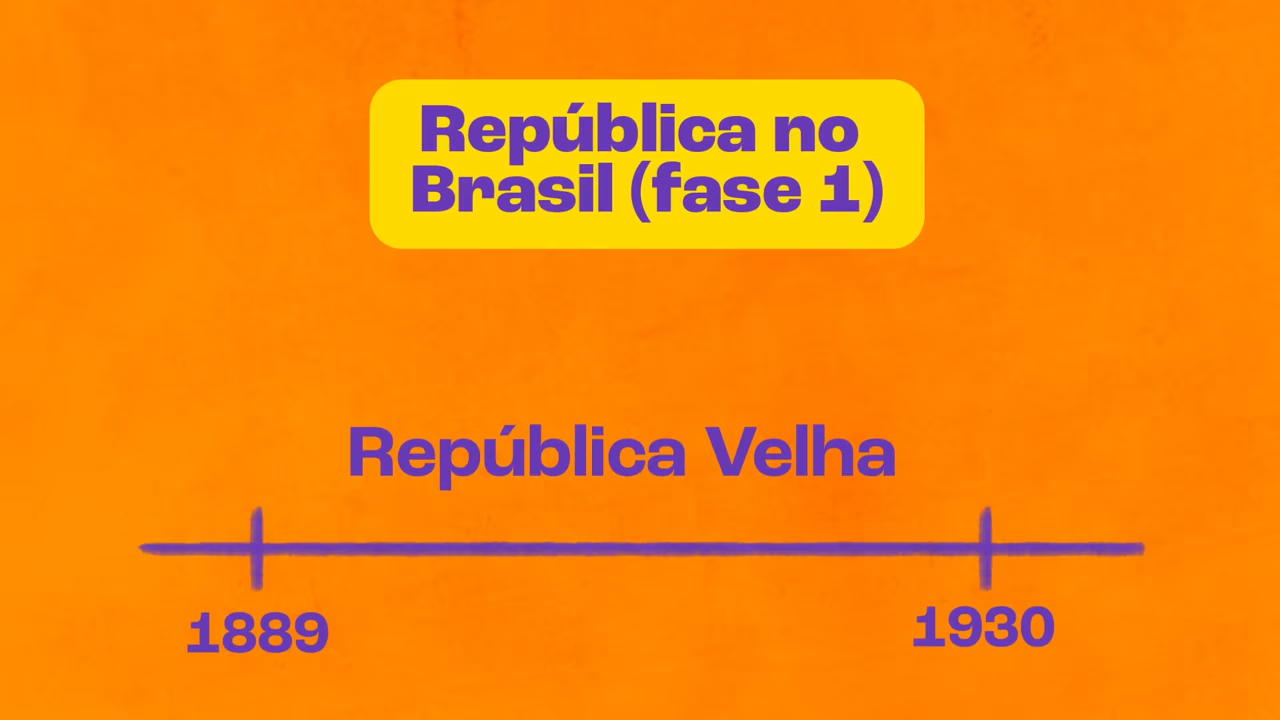 República no
Brasil (fase 1)
República Velha
1889
1930